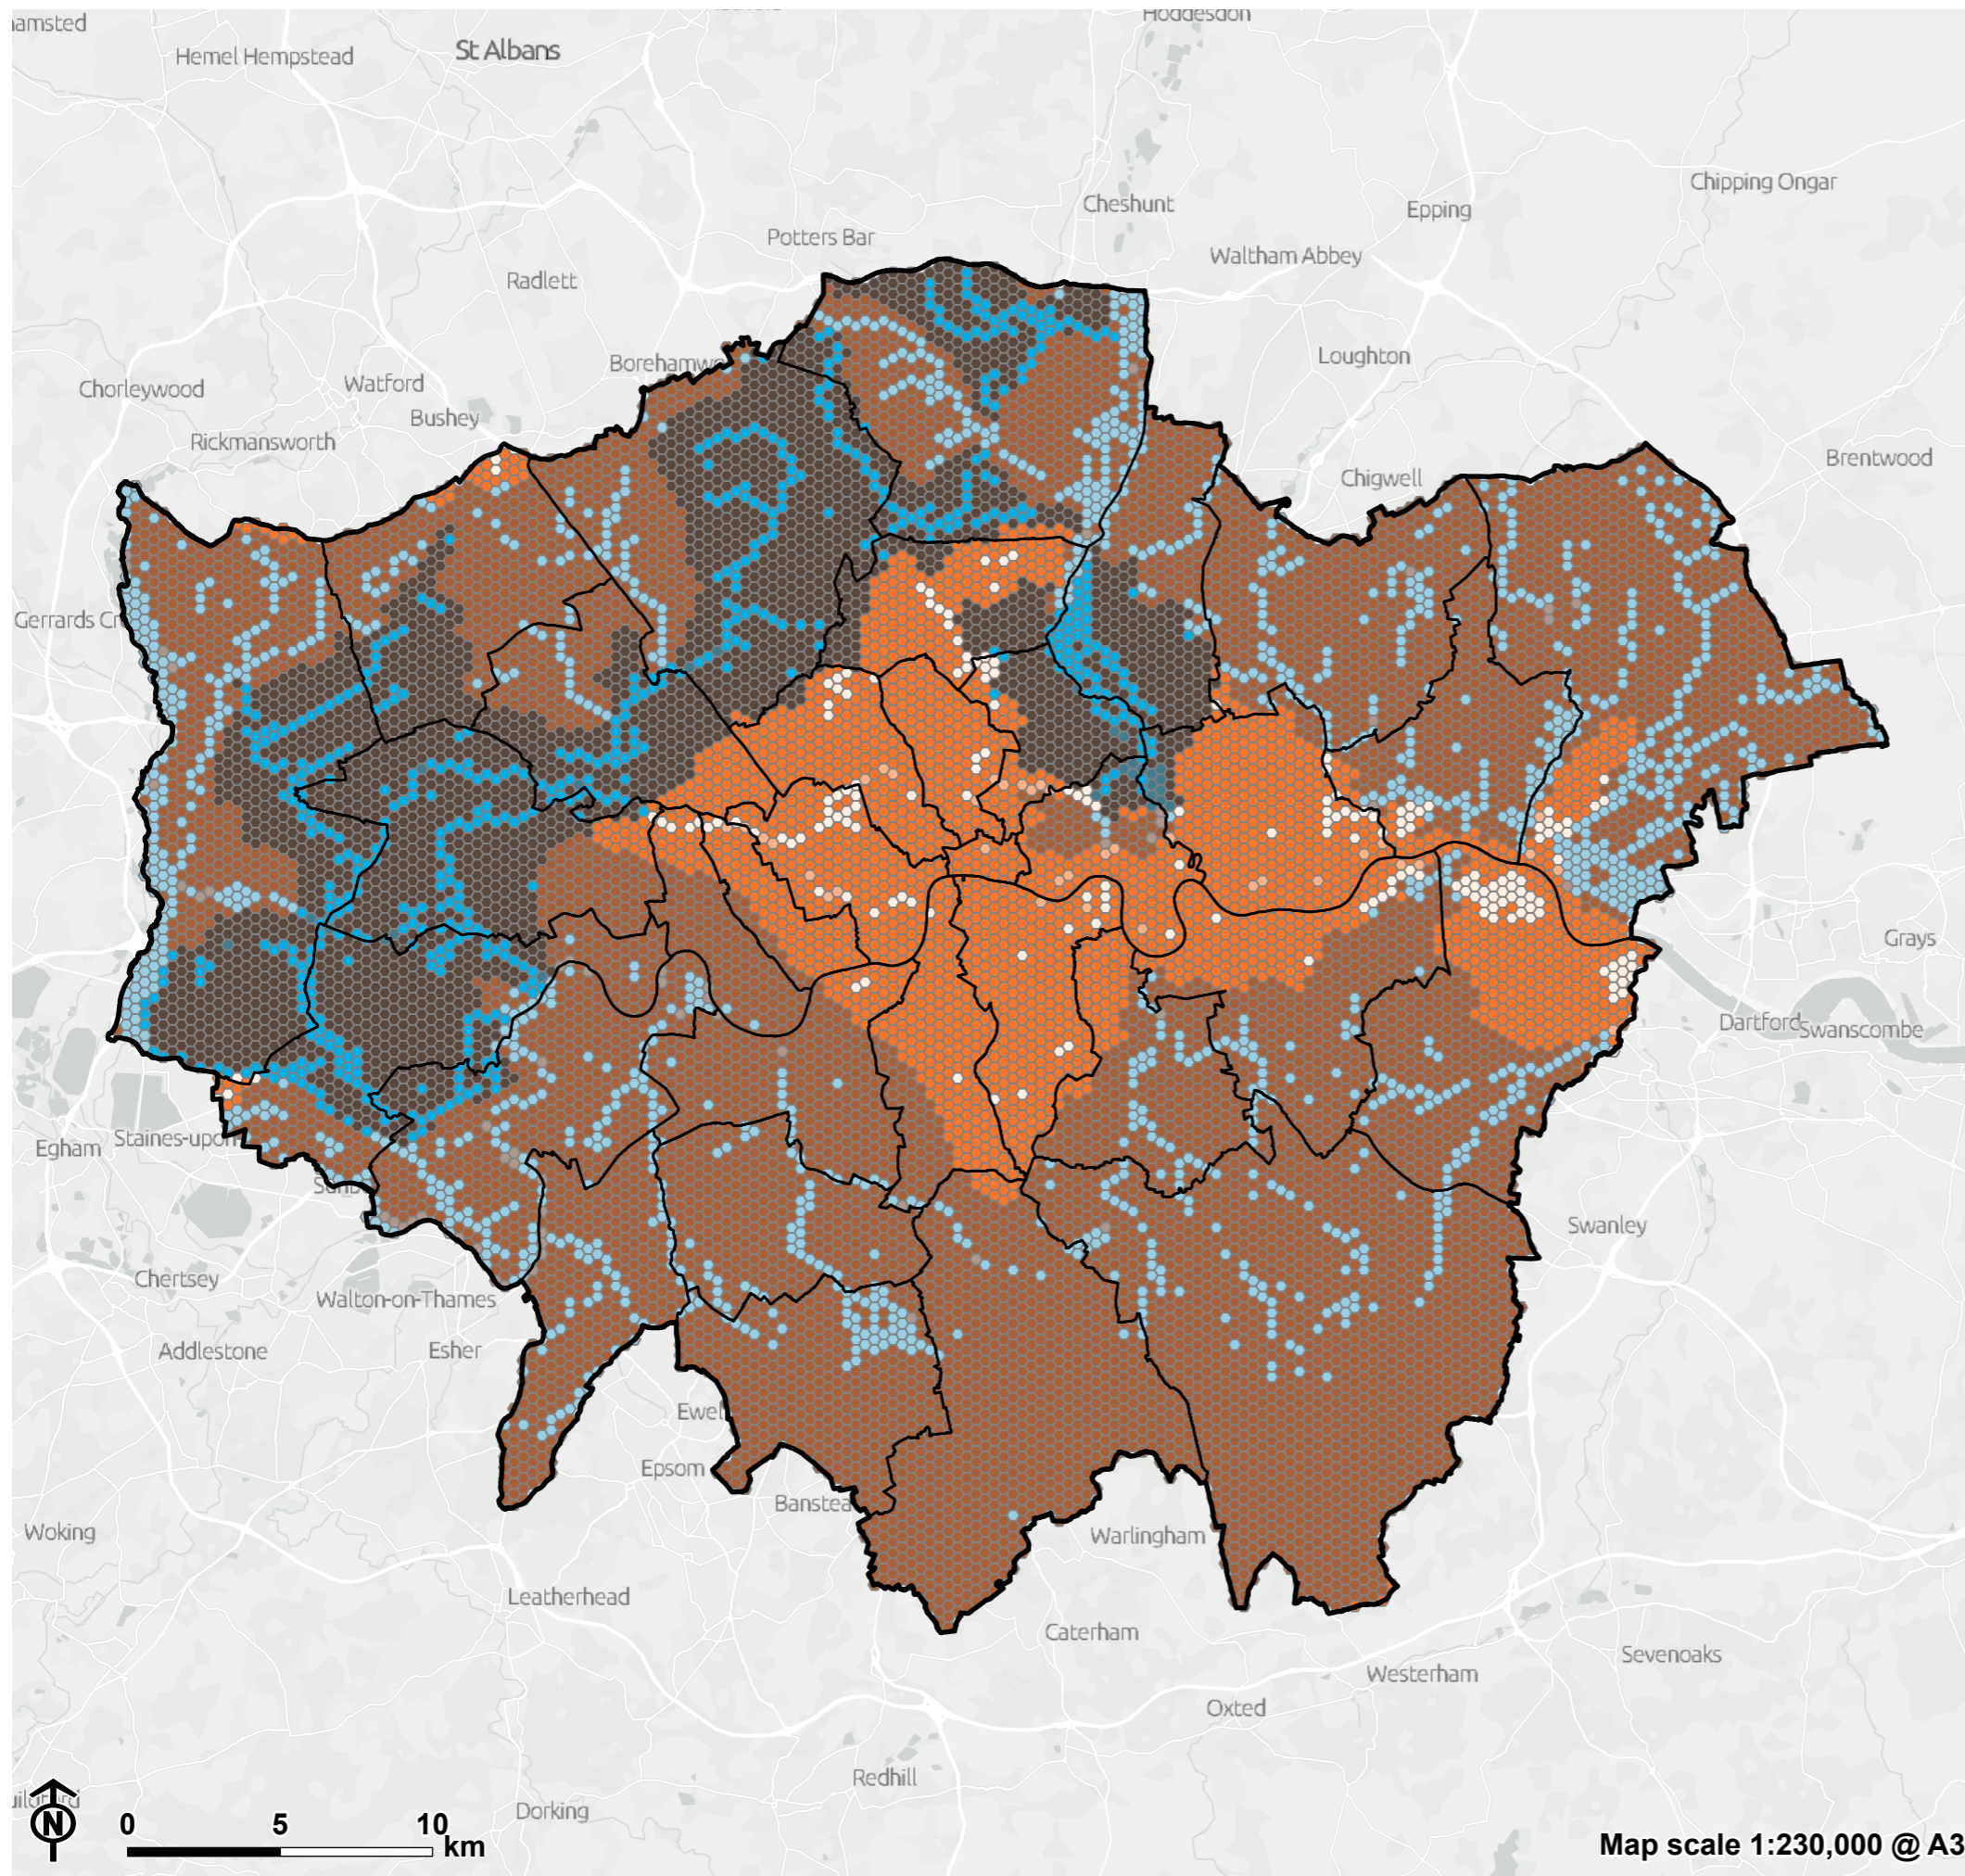 Hoddesdon
amsted
Hemel Hempstead
St Albans
Chipping Ongar
Cheshunt
Epping
Potters Bar
Waltham Abbey
Radlett
Loughton
Borehamwo
Chorleywood
Watford
Bushey
Rickmansworth
Chigwell
Brentwood
Gerrards Cr
Grays
Dartford
Swanscombe
Egham
Staines-upon
Sunb
Swanley
Chertsey
Walton-on-Thames
Addlestone
Esher
Ewel
Epsom
Banstea
Woking
Warlingham
Leatherhead
Caterham
Sevenoaks
Westerham
Oxted
Redhill
Dorking
uildford
N
0 5 10
km
Map scale 1:230,000 @ A3